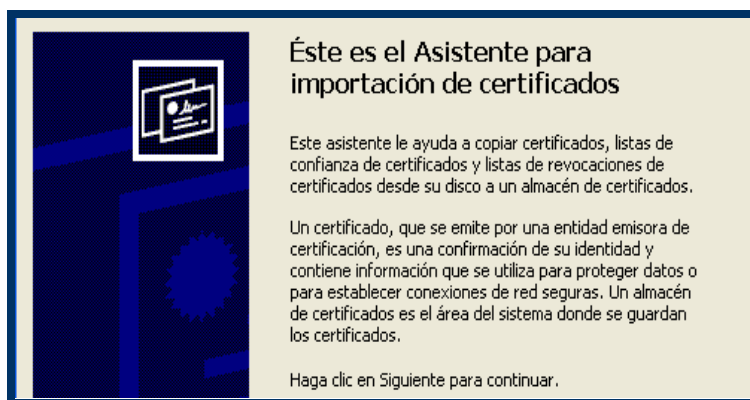 Éste es el Asistente para
importación de certificados
Este asistente le ayuda a copiar certificados, listas de
confianza de certificados y listas de revocaciones de
certificados desde su disco a un almacén de certificados.
Un certificado, que se emite por una entidad emisora de
certificación, es una confirmación de su identidad y
contiene información que se utiliza para proteger datos o
para establecer conexiones de red seguras. Un almacén
de certificados es el área del sistema donde se guardan
los certificados.
Haga clic en Siguiente para continuar.